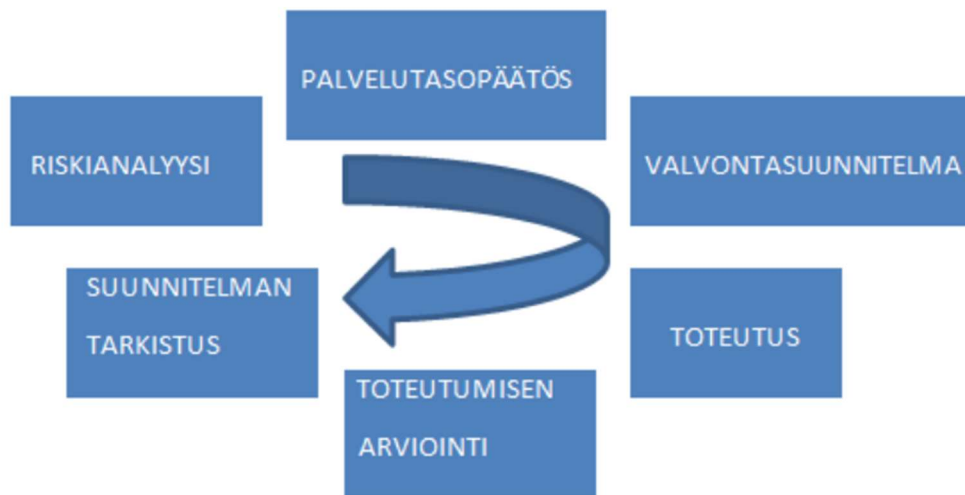 PALVELUTASOPÄÄTÖS
RISKIANALYYSI
VALVONTASUUNNITELMA
SUUNNITELMAN
TARKISTUS
TOTEUTUS
TOTEUTUMISEN
ARVIOINTI